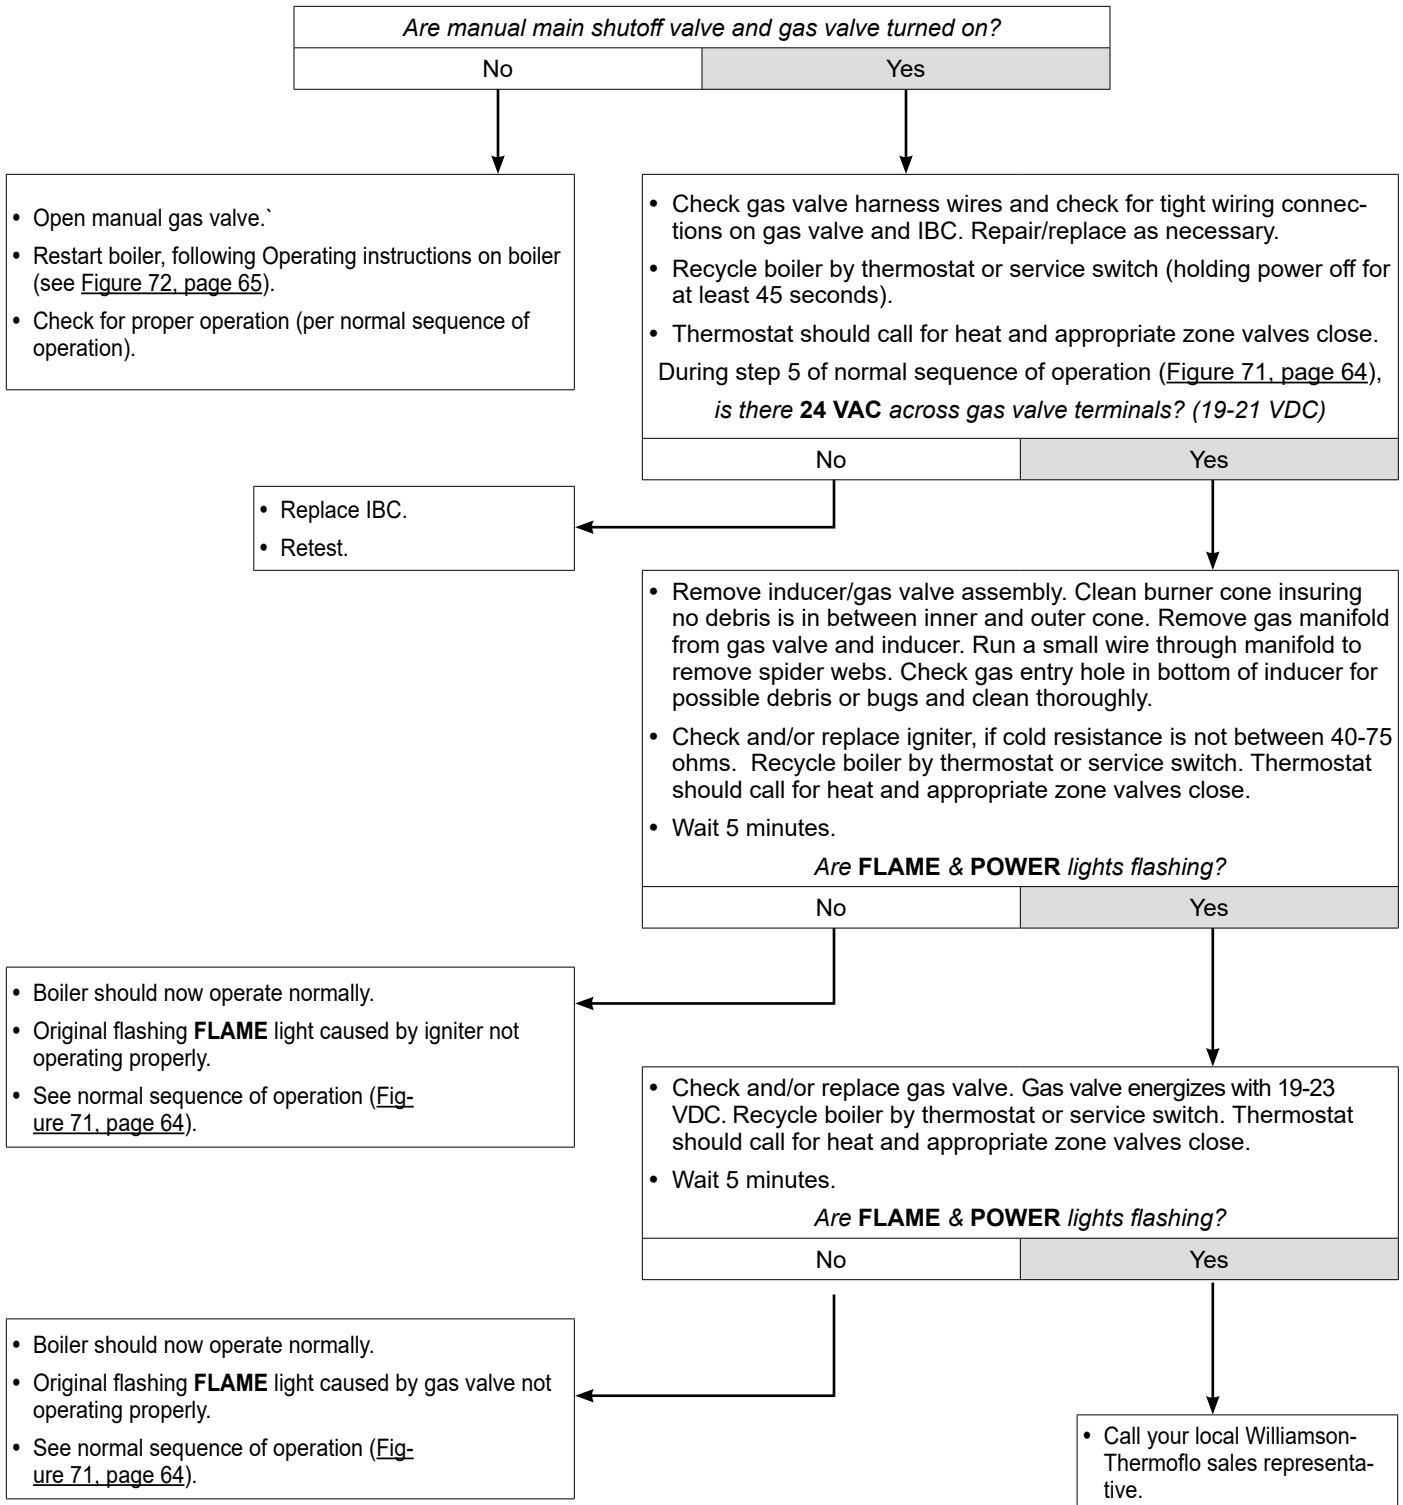 Are manual main shutoff valve and gas valve turned on?
No
Yes
• Open manual gas valve.`
• Restart boiler, following Operating instructions on boiler
(see Figure 72, page 65).
• Check for proper operation (per normal sequence of
operation).
• Check gas valve harness wires and check for tight wiring connec-
tions on gas valve and IBC. Repair/replace as necessary.
• Recycle boiler by thermostat or service switch (holding power off for
at least 45 seconds).
• Thermostat should call for heat and appropriate zone valves close.
During step 5 of normal sequence of operation (Figure 71, page 64),
is there 24 VAC across gas valve terminals? (19-21 VDC)
No
Yes
• Replace IBC.
• Retest.
• Remove inducer/gas valve assembly. Clean burner cone insuring
no debris is in between inner and outer cone. Remove gas manifold
from gas valve and inducer. Run a small wire through manifold to
remove spider webs. Check gas entry hole in bottom of inducer for
possible debris or bugs and clean thoroughly.
• Check and/or replace igniter, if cold resistance is not between 40-75
ohms. Recycle boiler by thermostat or service switch. Thermostat
should call for heat and appropriate zone valves close.
• Wait 5 minutes.
Are FLAME & POWER lights flashing?
No
Yes
• Boiler should now operate normally.
• Original flashing FLAME light caused by igniter not
operating properly.
• See normal sequence of operation (Fig-
ure 71, page 64).
• Check and/or replace gas valve. Gas valve energizes with 19-23
VDC. Recycle boiler by thermostat or service switch. Thermostat
should call for heat and appropriate zone valves close.
• Wait 5 minutes.
Are FLAME & POWER lights flashing?
No
Yes
• Boiler should now operate normally.
• Original flashing FLAME light caused by gas valve not
operating properly.
• See normal sequence of operation (Fig-
ure 71, page 64).
• Call your local Williamson-
Thermoflo sales representa-
tive.